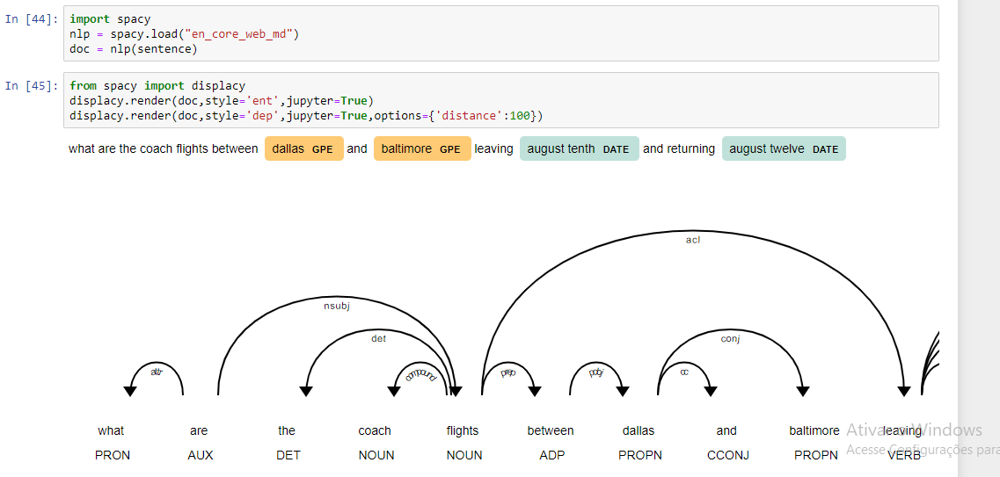 In [44]: import spacy
nlp = spacy.load("en_core_web_md")
doc = nlp(sentence)
In [45]: from spacy import displacy
displacy.render(doc,style='ent',jupyter=True)
displacy.render(doc,style='dep',jupyter=True,options={'distance':100})
what are the coach flights between dallas GPE and baltimore GPE leaving august tenth DATE and returning august twelve DATE
acl
nsubj
det conj
attr compound prep pobj cc
what are the coach flights between dallas and baltimore leaving
PRON AUX DET NOUN NOUN ADP PROPN CCONJ PROPN VERB
Ativar o Windows
Acesse Configurações para